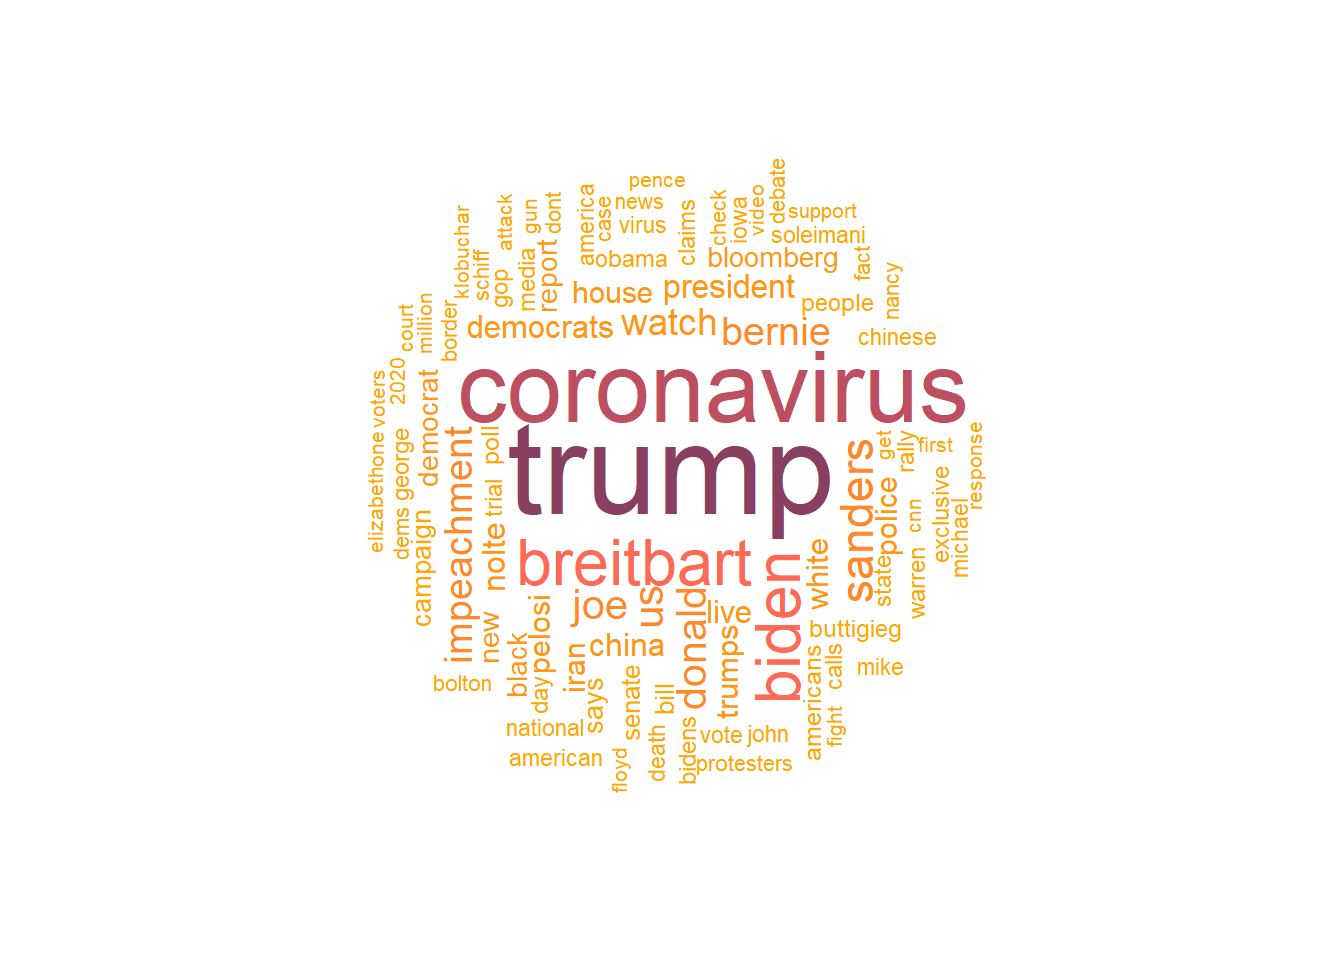 pence
america
case
news
debate
video
check
iowa
support
attack
gun
dont
virus
claims
soleimani
klobuchar
schiff
gop
media
report
obama
bloomberg
fact
nancy
house
president
people
court
million
border
democrats
watch
bernie
chinese
voters
2020
democrat
coronavirus
elizabeth
one
george
dems
campaign
impeachment
poll
trial
nolte
trump
sanders
get
rally
first
police
cnn
exclusive
response
michael
state
warren
breitbart
biden
white
new
black
pelosi
day
joe
us
donald
live
trumps
china
iran
says
buttigieg
americans
calls
mike
bolton
senate
bill
national
american
floyd
death
bidens
vote
john
protesters
fight